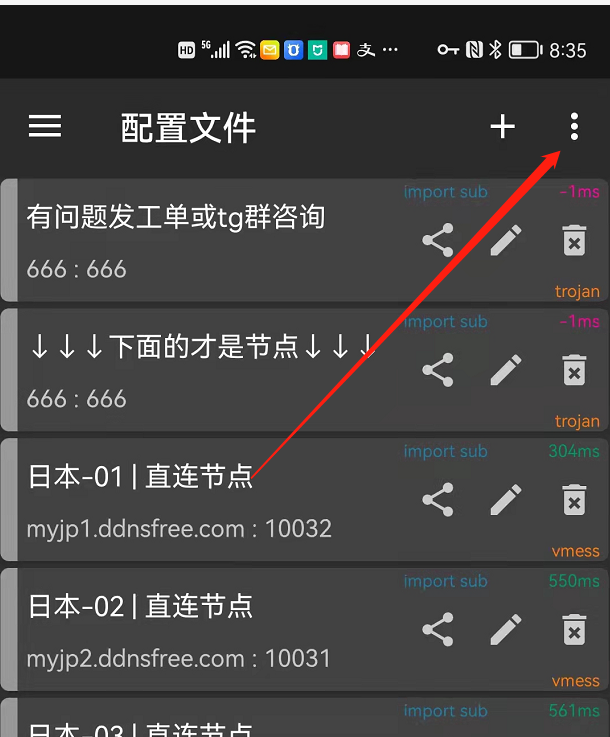 HD 5G 支 8:35
配置文件
import sub -1ms
有问题发工单或tg群咨询
666 : 666
trojan
import sub -1ms
↓↓↓下面的才是节点↓↓↓
666 : 666
trojan
import sub 304ms
日本-01 | 直连节点
myjp1.ddnsfree.com : 10032
vmess
import sub 550ms
日本-02 | 直连节点
myjp2.ddnsfree.com : 10031
vmess
import sub 561ms
日本-03 | 直连节点